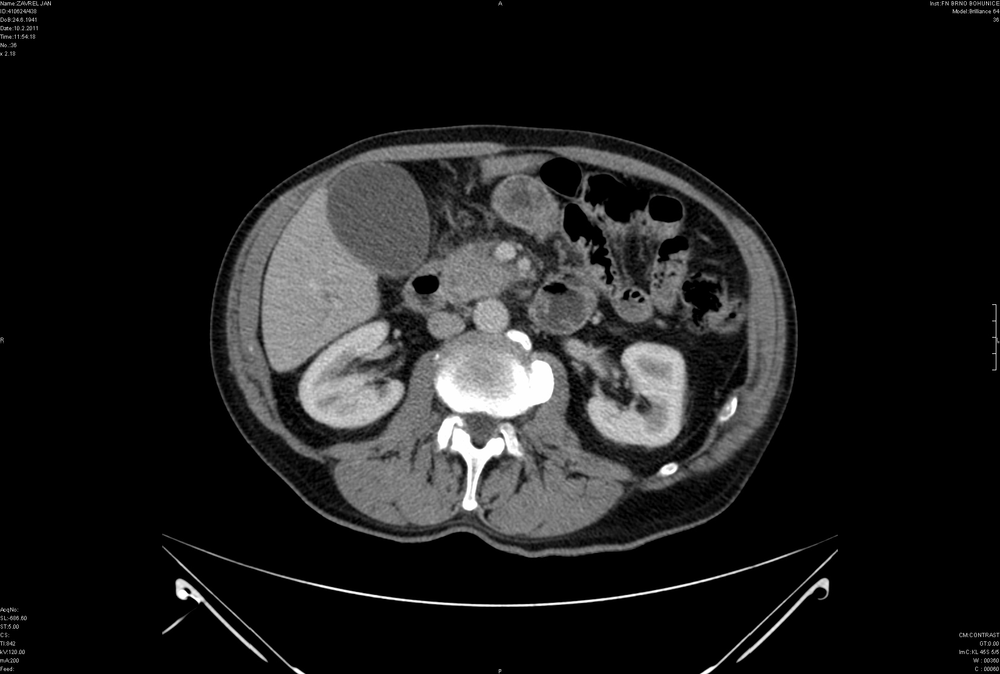 Name:ZAVREL JAN
ID:410624/438
DoB:24.6.1941
Date:10.2.2011
Time:11:54:18
No.:36
x 2.18
A
Inst:FN BRNO BOHUNICE
Model:Brilliance 64
36
R
L
AcqNo:
SL:-686.60
ST:5.00
CS:
TI:842
kV:120.00
mA:200
Feed:
P
CM:CONTRAST
GT:0.00
ImC:KL 45S 5/5
W : 00360
C : 00060